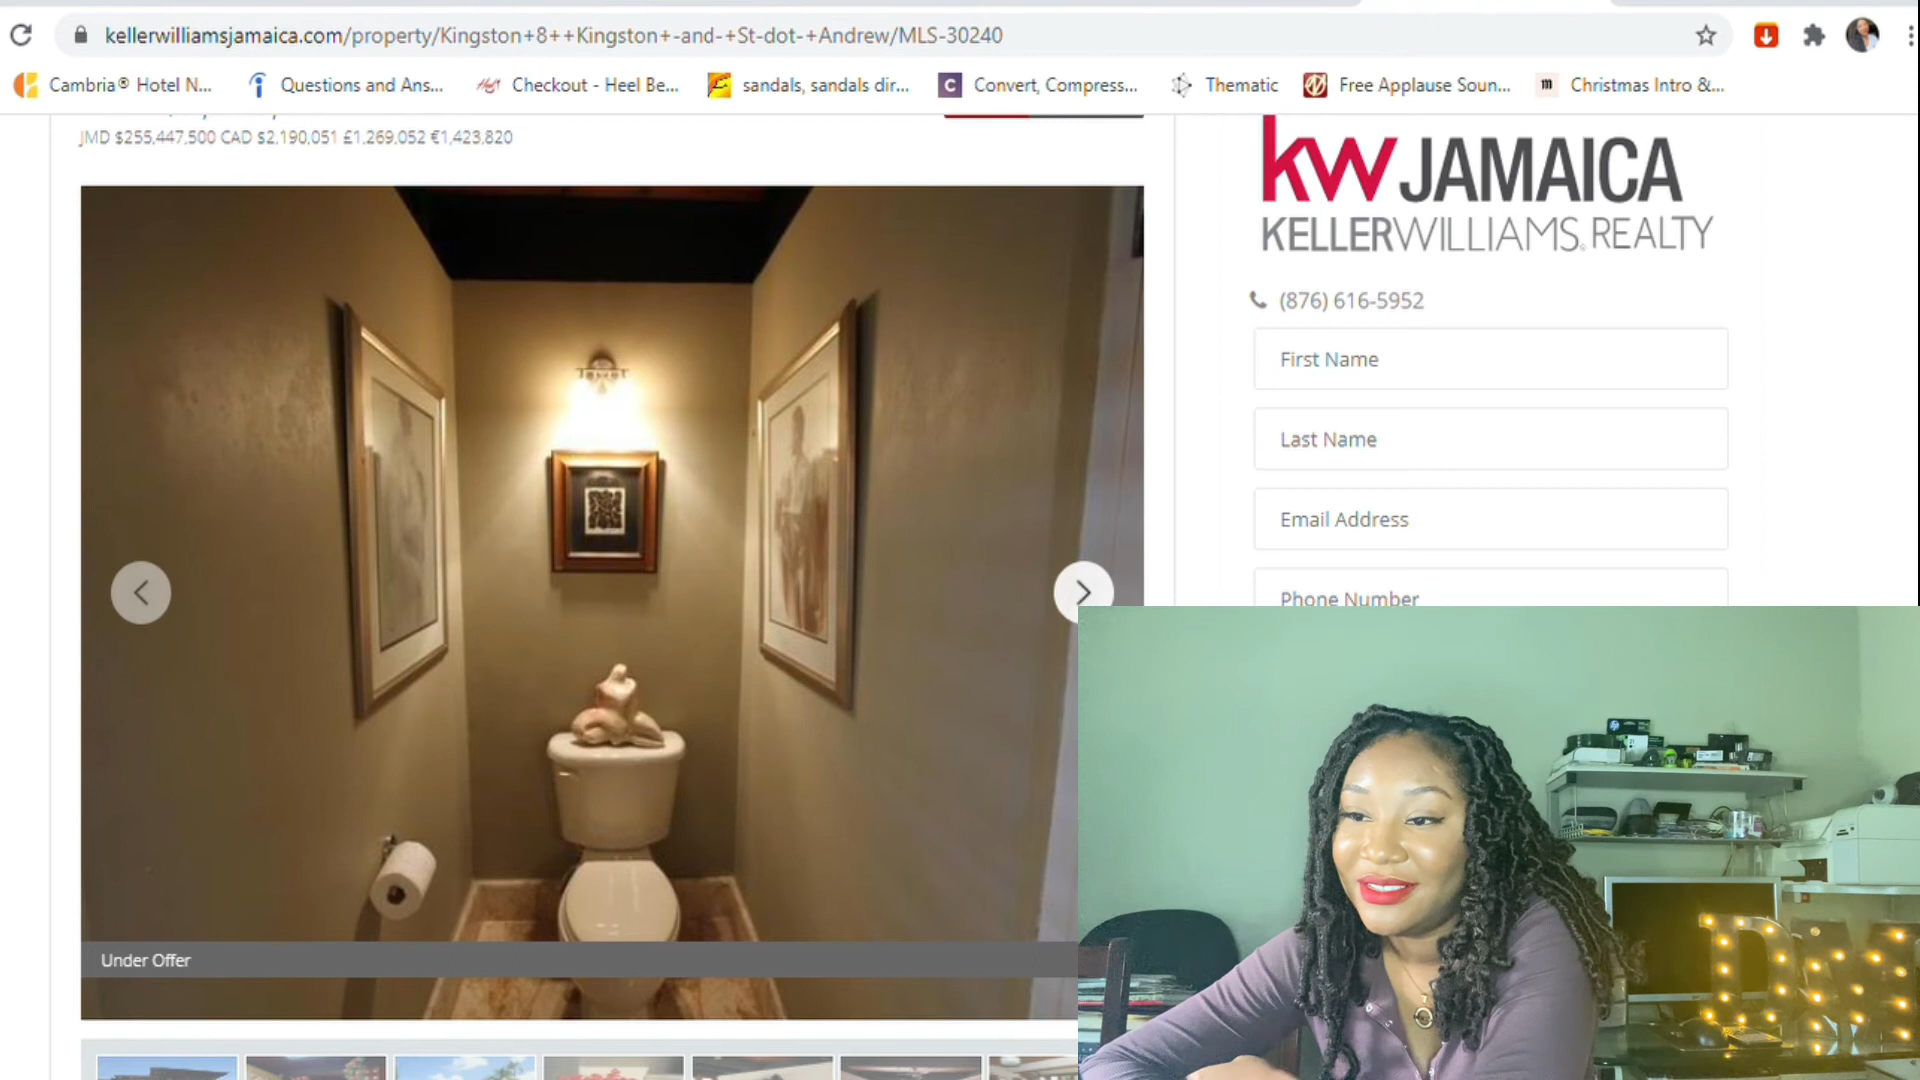 kellerwilliamsjamaica.com/property/Kingston+8++Kingston+-and-+St-dot-+Andrew/MLS-30240
Cambria® Hotel N...
Questions and Ans...
Checkout - Heel Be...
sandals, sandals dir...
C
Convert, Compress...
Thematic
Free Applause Soun...
m
Christmas Intro &...
JMD $255,447,500 CAD $2,190,051 £1,269,052 €1,423,820
kw JAMAICA
KELLERWILLIAMS. REALTY
(876) 616-5952
First Name
Last Name
Email Address
Phone Number
Under Offer